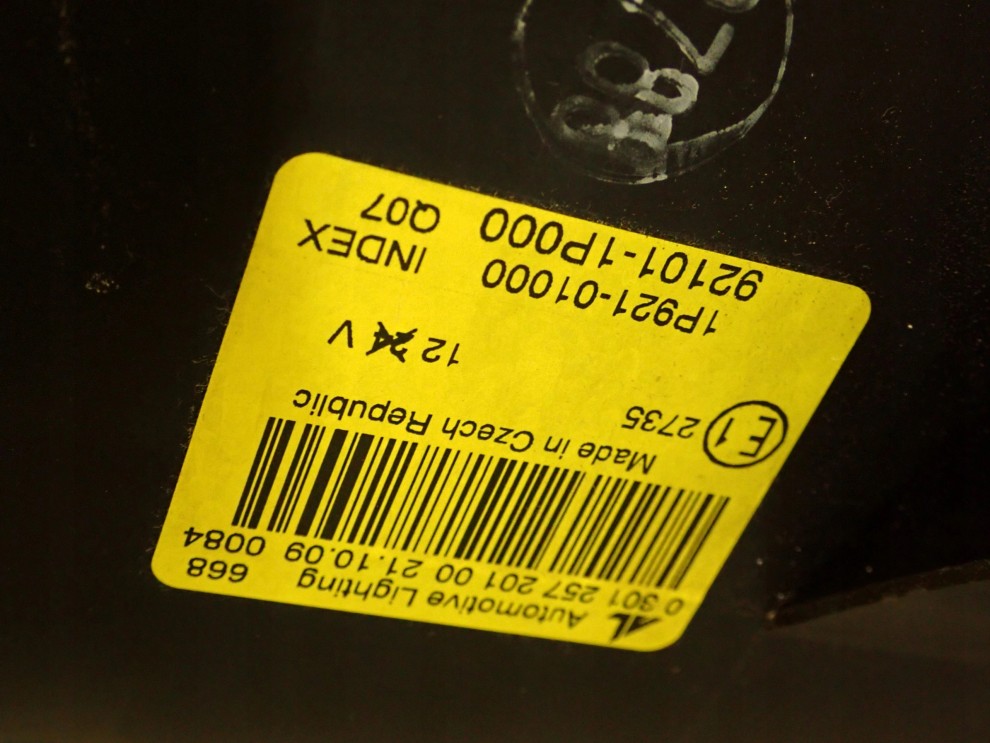 AL Automotive Lighting 668
0 301 257 201 00 21.10.09 0084
Made in Czech Republic
E1 2735
12 24 V
1P921-01000 INDEX
92101-1P000 Q07